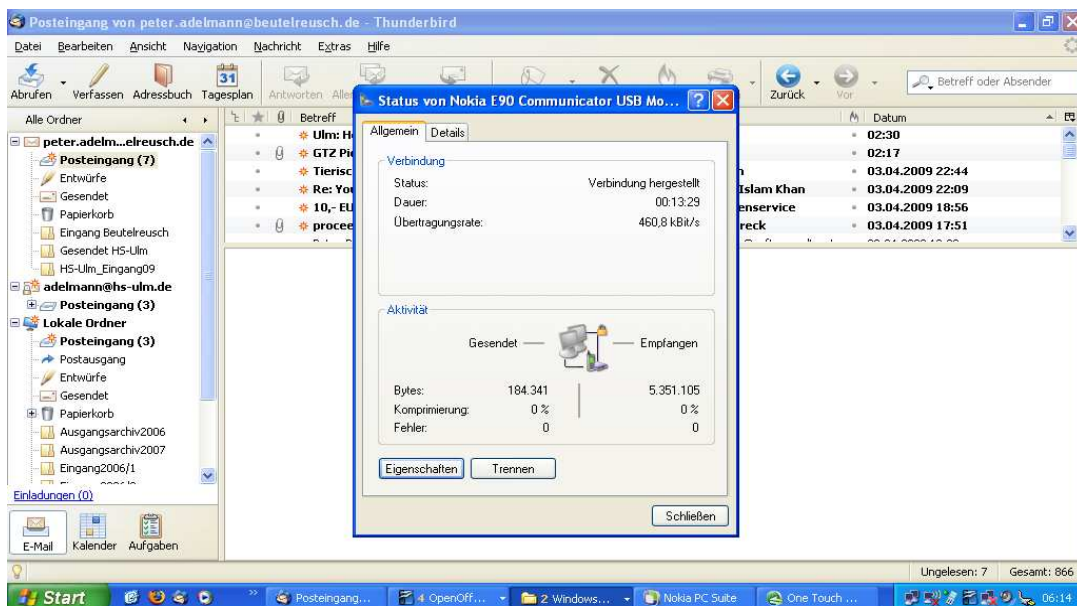 Posteingang von peter.adelmann@beutelreusch.de - Thunderbird
Datei Bearbeiten Ansicht Navigation Nachricht Extras Hilfe
Abrufen Verfassen Adressbuch Tagesplan Antworten Zurück Vor Betreff oder Absender
31
Alle Ordner
Betreff Datum
peter.adelm...elreusch.de
Posteingang (7)
Entwürfe
Gesendet
Papierkorb
Eingang Beutelreusch
Gesendet HS-Ulm
HS-Ulm_Eingang09
adelmann@hs-ulm.de
Posteingang (3)
Lokale Ordner
Posteingang (3)
Postausgang
Entwürfe
Gesendet
Papierkorb
Ausgangsarchiv2006
Ausgangsarchiv2007
Eingang2006/1
Einladungen (0)
E-Mail Kalender Aufgaben
Ulm: 02:30
GTZ 02:17
Tierisc 03.04.2009 22:44
Re: You Islam Khan 03.04.2009 22:09
10,- EU enservice 03.04.2009 18:56
procee reck 03.04.2009 17:51
Status von Nokia E90 Communicator USB Mo...
Allgemein Details
Verbindung
Status: Verbindung hergestellt
Dauer: 00:13:29
Übertragungsrate: 460,8 kBit/s
Aktivität
Gesendet Empfangen
Bytes: 184.341 5.351.105
Komprimierung: 0 % 0 %
Fehler: 0 0
Eigenschaften Trennen
Schließen
Ungelesen: 7 Gesamt: 866
Start Posteingang... 4 OpenOff... 2 Windows... Nokia PC Suite One Touch ... 06:14